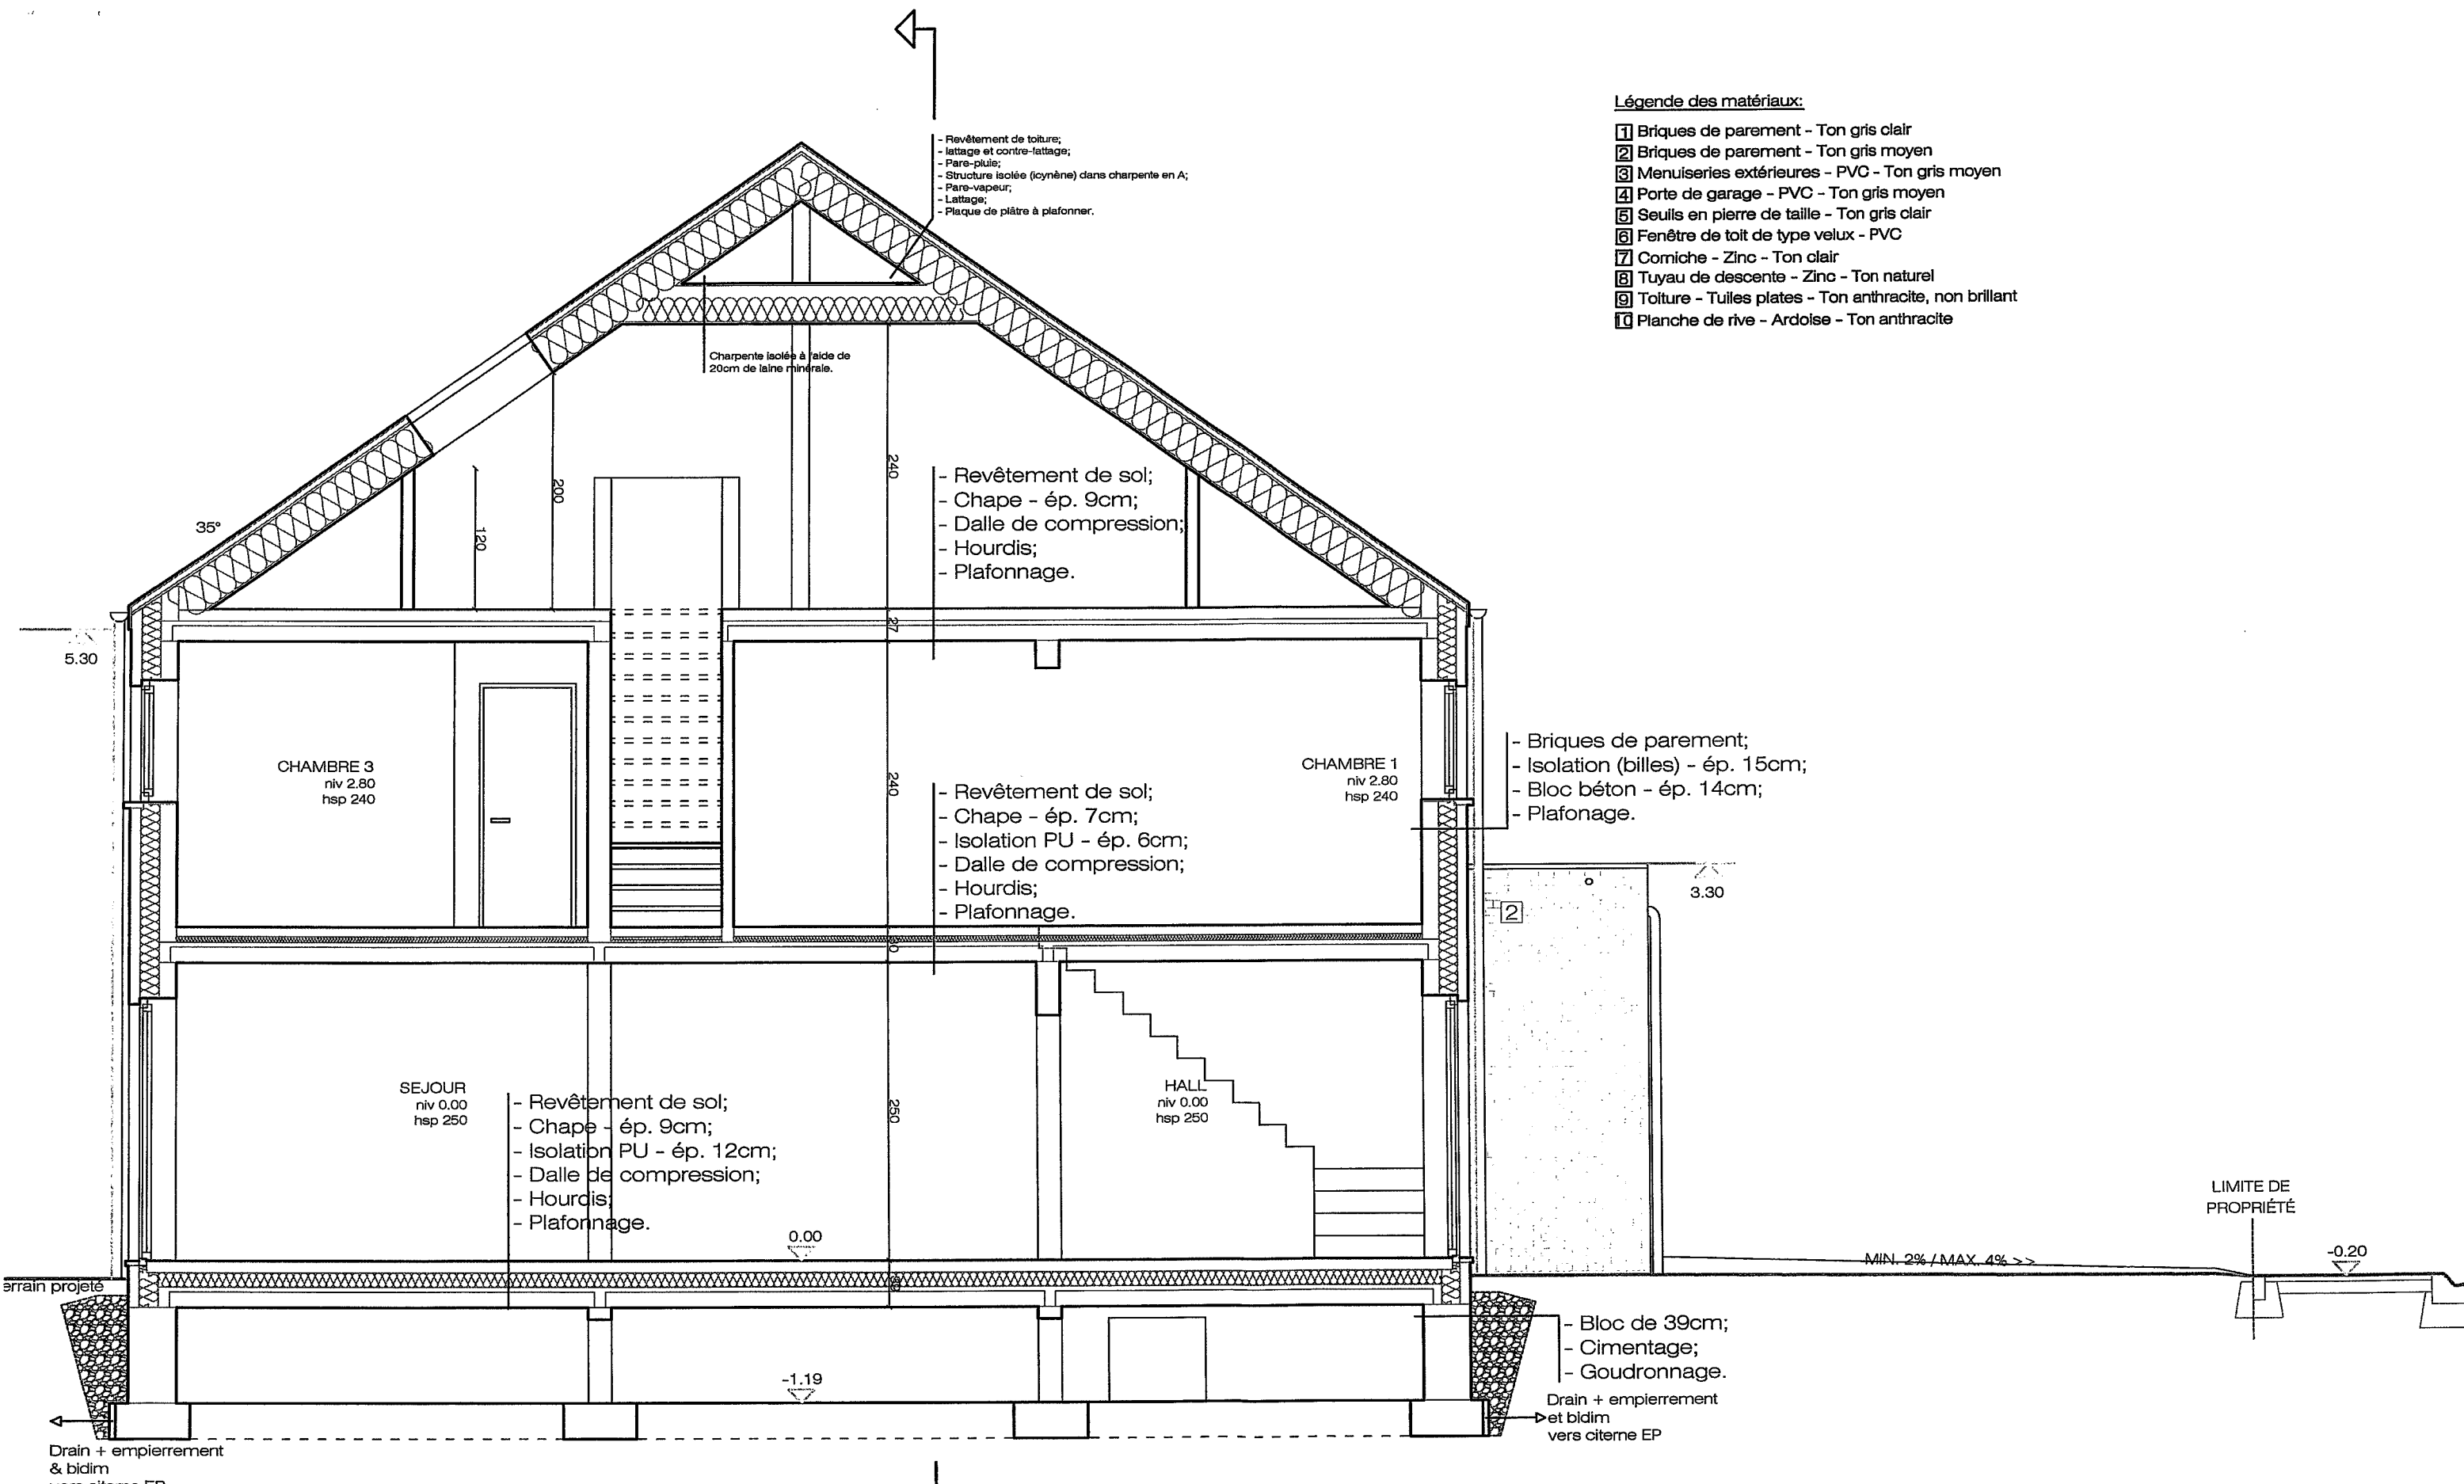 - Revêtement de toiture;
- lattage et contre-lattage;
- Pare-pluie;
- Structure isolée (icynène) dans charpente en A;
- Pare-vapeur;
- Lattage;
- Plaque de plâtre à plafonner.
Légende des matériaux:
1 Briques de parement - Ton gris clair
2 Briques de parement - Ton gris moyen
3 Menuiseries extérieures - PVC - Ton gris moyen
4 Porte de garage - PVC - Ton gris moyen
5 Seuils en pierre de taille - Ton gris clair
6 Fenêtre de toit de type velux - PVC
7 Corniche - Zinc - Ton clair
8 Tuyau de descente - Zinc - Ton naturel
9 Toiture - Tuiles plates - Ton anthracite, non brillant
10 Planche de rive - Ardoise - Ton anthracite
Charpente isolée à l'aide de
20cm de laine minérale.
35°
120
200
240
- Revêtement de sol;
- Chape - ép. 9cm;
- Dalle de compression;
- Hourdis;
- Plafonnage.
27
5.30
CHAMBRE 3
niv 2.80
hsp 240
240
- Revêtement de sol;
- Chape - ép. 7cm;
- Isolation PU - ép. 6cm;
- Dalle de compression;
- Hourdis;
- Plafonnage.
CHAMBRE 1
niv 2.80
hsp 240
- Briques de parement;
- Isolation (billes) - ép. 15cm;
- Bloc béton - ép. 14cm;
- Plafonage.
3.30
2
30
SEJOUR
niv 0.00
hsp 250
- Revêtement de sol;
- Chape - ép. 9cm;
- Isolation PU - ép. 12cm;
- Dalle de compression;
- Hourdis;
- Plafonnage.
250
HALL
niv 0.00
hsp 250
0.00
LIMITE DE
PROPRIÉTÉ
MIN. 2% / MAX. 4% >>
-0.20
errain projeté
-1.19
- Bloc de 39cm;
- Cimentage;
- Goudronnage.
Drain + empierrement
et bidim
vers citerne EP
Drain + empierrement
& bidim
vers citerne EP